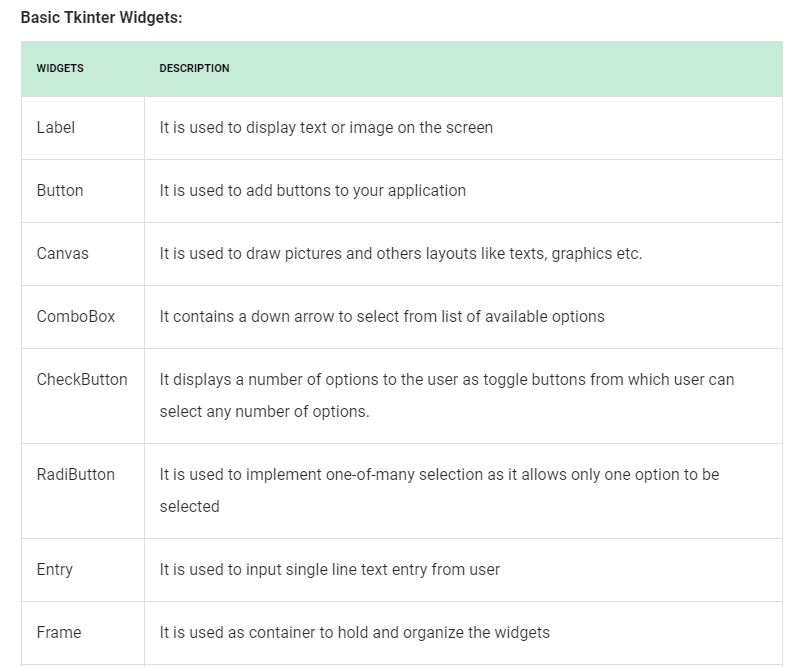 Basic Tkinter Widgets:
WIDGETS DESCRIPTION
Label It is used to display text or image on the screen
Button It is used to add buttons to your application
Canvas It is used to draw pictures and others layouts like texts, graphics etc.
ComboBox It contains a down arrow to select from list of available options
CheckButton It displays a number of options to the user as toggle buttons from which user can
select any number of options.
RadiButton It is used to implement one-of-many selection as it allows only one option to be
selected
Entry It is used to input single line text entry from user
Frame It is used as container to hold and organize the widgets